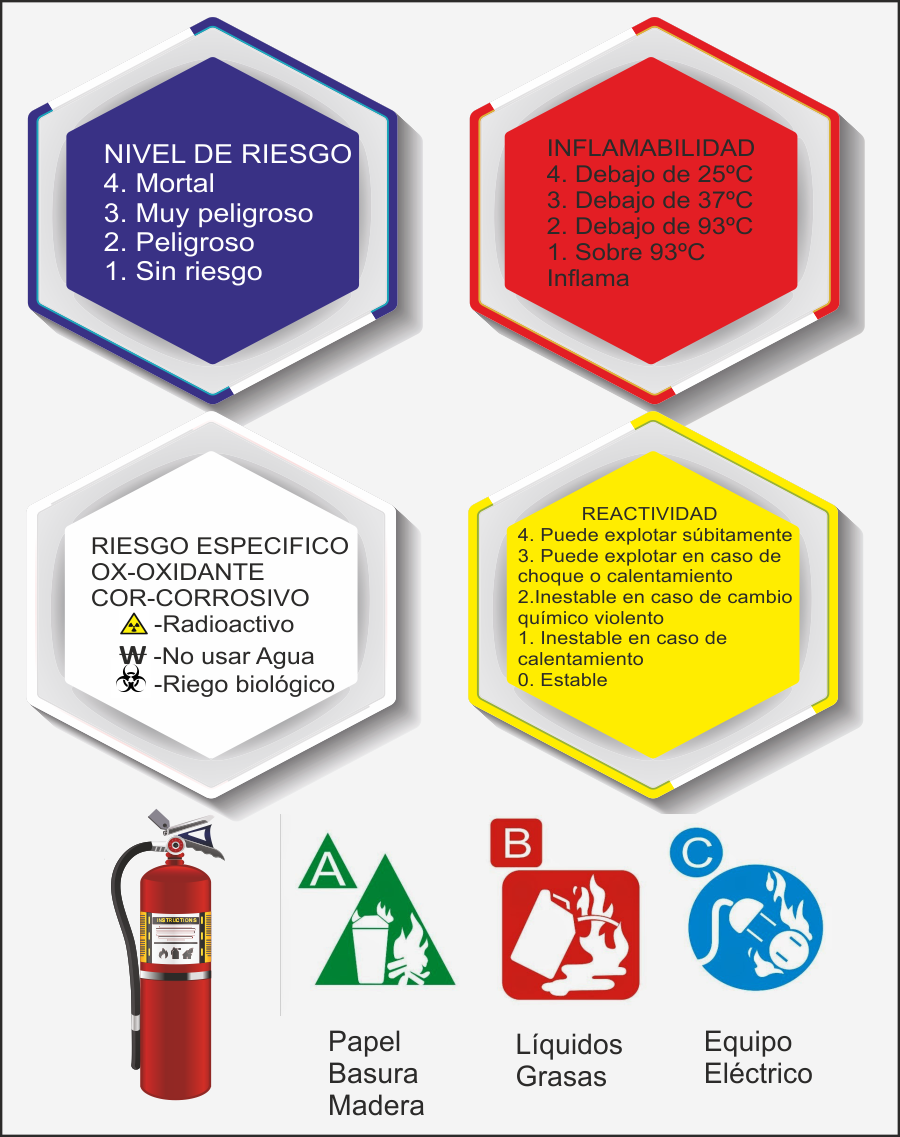 NIVEL DE RIESGO
4. Mortal
3. Muy peligroso
2. Peligroso
1. Sin riesgo
INFLAMABILIDAD
4. Debajo de 25ºC
3. Debajo de 37ºC
2. Debajo de 93ºC
1. Sobre 93ºC
Inflama
RIESGO ESPECIFICO
OX-OXIDANTE
COR-CORROSIVO
-Radioactivo
W -No usar Agua
-Riego biológico
REACTIVIDAD
4. Puede explotar súbitamente
3. Puede explotar en caso de
choque o calentamiento
2.Inestable en caso de cambio
químico violento
1. Inestable en caso de
calentamiento
0. Estable
INSTRUCTIONS
A
B
C
Papel
Basura
Madera
Líquidos
Grasas
Equipo
Eléctrico